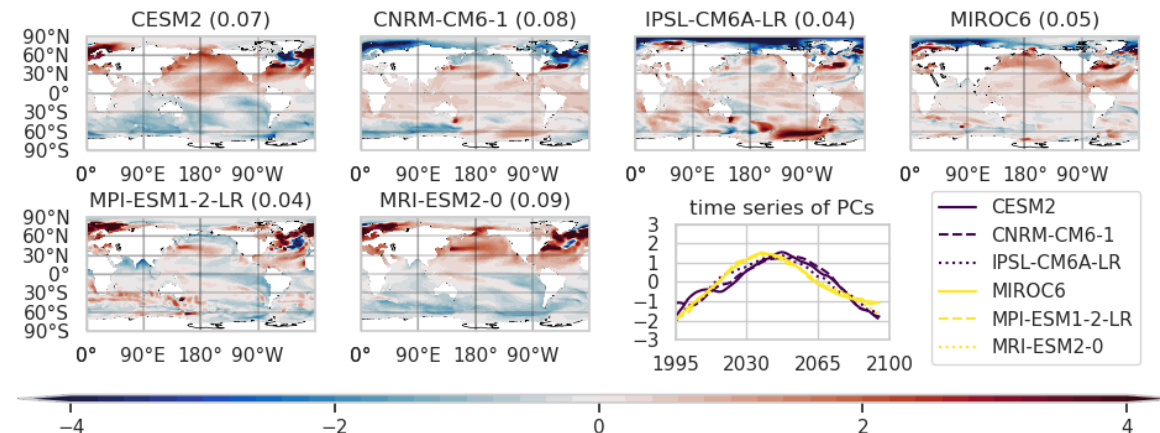 CESM2 (0.07) CNRM-CM6-1 (0.08) IPSL-CM6A-LR (0.04) MIROC6 (0.05)
90°N
60°N
30°N
0°
30°S
60°S
90°S
0° 90°E 180° 90°W 0° 90°E 180° 90°W 0° 90°E 180° 90°W 0° 90°E 180° 90°W
MPI-ESM1-2-LR (0.04) MRI-ESM2-0 (0.09)
90°N
60°N
30°N
0°
30°S
60°S
90°S
0° 90°E 180° 90°W 0° 90°E 180° 90°W
time series of PCs
3
2
1
0
−1
−2
−3
1995 2030 2065 2100
CESM2
CNRM-CM6-1
IPSL-CM6A-LR
MIROC6
MPI-ESM1-2-LR
MRI-ESM2-0
−4 −2 0 2 4